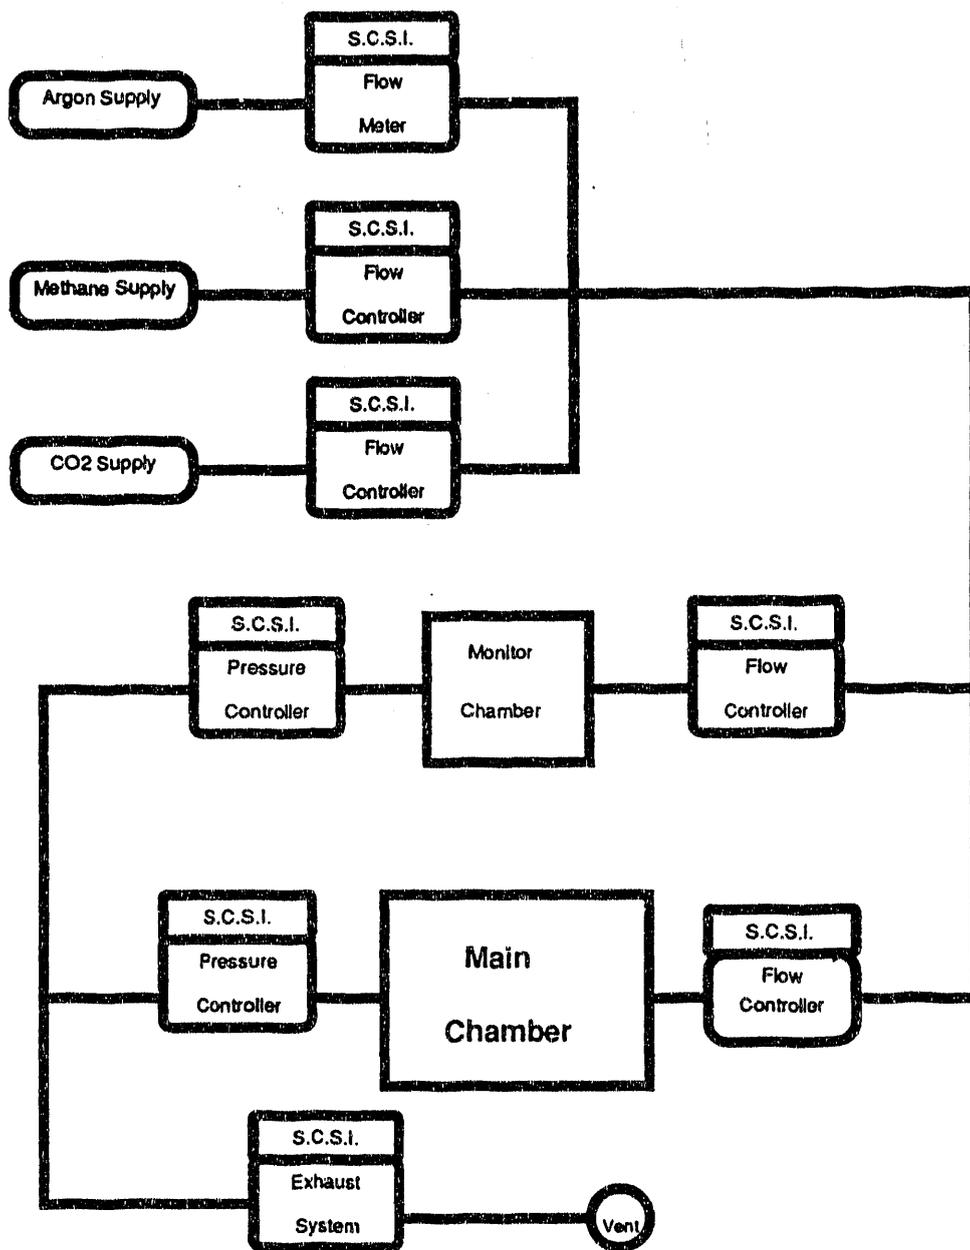 S.C.S.I.
Argon Supply
Flow
Meter
S.C.S.I.
Methane Supply
Flow
Controller
S.C.S.I.
CO2 Supply
Flow
Controller
S.C.S.I.
Pressure
Controller
Monitor
Chamber
S.C.S.I.
Flow
Controller
S.C.S.I.
Pressure
Controller
Main
Chamber
S.C.S.I.
Flow
Controller
S.C.S.I.
Exhaust
System
Vent